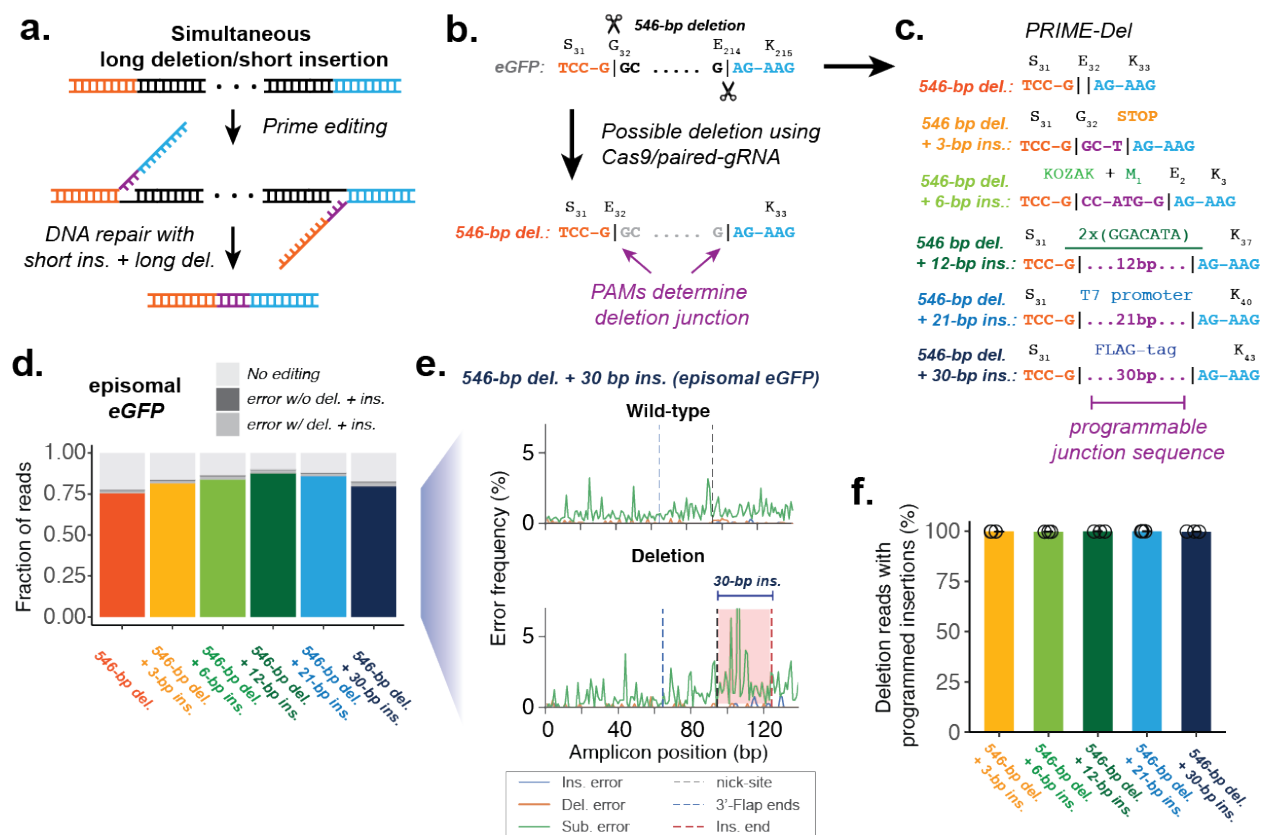 a.
Simultaneous
long deletion/short insertion
Prime editing
DNA repair with
short ins. + long del.
b.
546-bp deletion
S31 G32 E214 K215
eGFP: TCC-G|GC ..... G|AG-AAG
Possible deletion using
Cas9/paired-gRNA
S31 E32 K33
546-bp del.: TCC-G|GC ..... G|AG-AAG
PAMs determine
deletion junction
c.
PRIME-Del
S31 E32 K33
546-bp del.: TCC-G||AG-AAG
546 bp del. S31 G32 STOP
+ 3-bp ins.: TCC-G|GC-T|AG-AAG
546-bp del. KOZAK + M1 E2 K3
+ 6-bp ins.: TCC-G|CC-ATG-G|AG-AAG
546 bp del. S31 2x(GGACATA) K37
+ 12-bp ins.: TCC-G|...12bp...|AG-AAG
546-bp del. S31 T7 promoter K40
+ 21-bp ins.: TCC-G|...21bp...|AG-AAG
546-bp del. S31 FLAG-tag K43
+ 30-bp ins.: TCC-G|...30bp...|AG-AAG
programmable
junction sequence
d.
episomal
eGFP
No editing
error w/o del. + ins.
error w/ del. + ins.
Fraction of reads
1.00
0.75
0.50
0.25
0.00
546-bp del.
546-bp del.
+ 3-bp ins.
546-bp del.
+ 6-bp ins.
546-bp del.
+ 12-bp ins.
546-bp del.
+ 21-bp ins.
546-bp del.
+ 30-bp ins.
e.
546-bp del. + 30 bp ins. (episomal eGFP)
Wild-type
5
0
Error frequency (%)
Deletion
30-bp ins.
5
0
0 40 80 120
Amplicon position (bp)
Ins. error
Del. error
Sub. error
nick-site
3'-Flap ends
Ins. end
f.
Deletion reads with
programmed insertions (%)
100
75
50
25
0
546-bp del.
+ 3-bp ins.
546-bp del.
+ 6-bp ins.
546-bp del.
+ 12-bp ins.
546-bp del.
+ 21-bp ins.
546-bp del.
+ 30-bp ins.